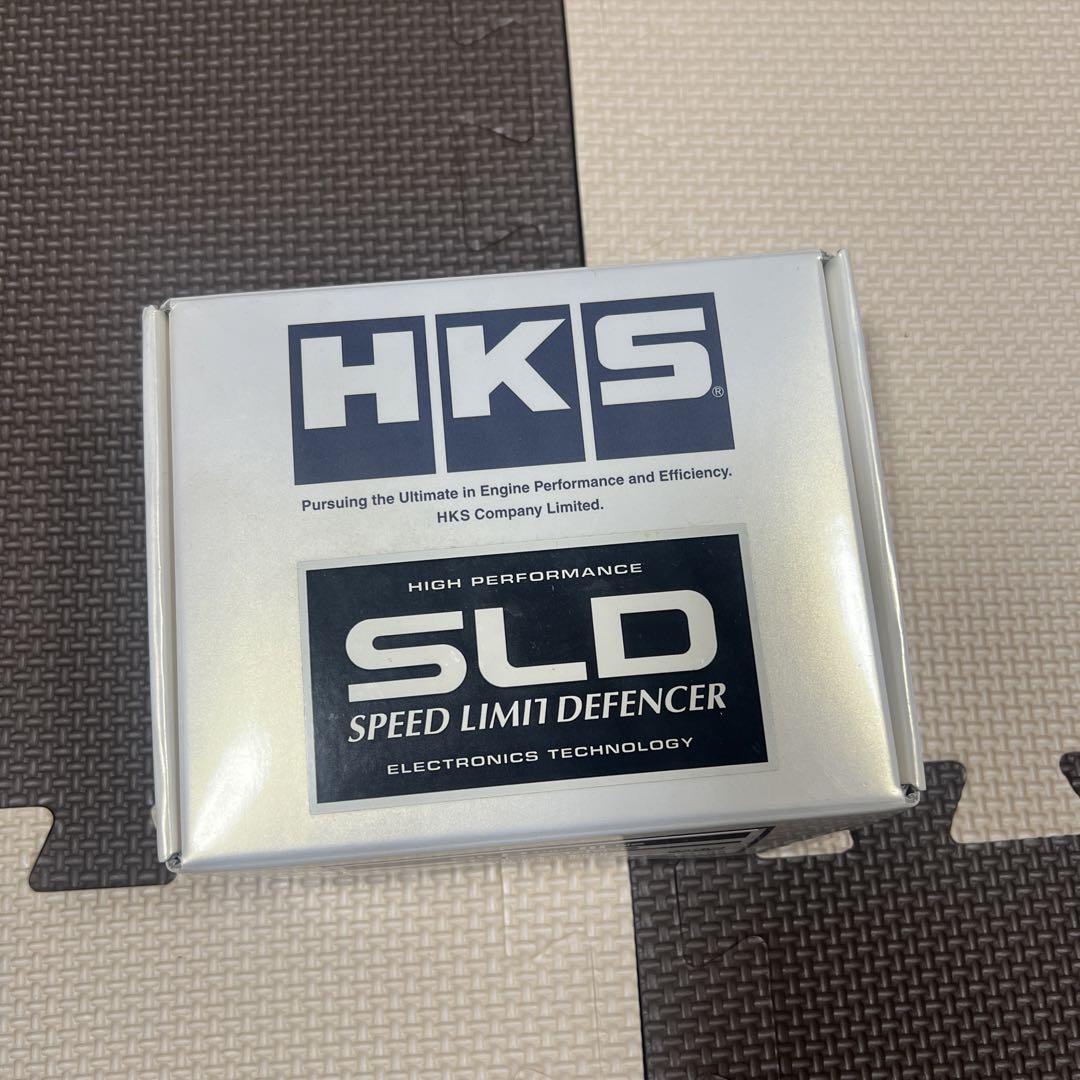 HKS®
Pursuing the Ultimate in Engine Performance and Efficiency.
HKS Company Limited.
HIGH PERFORMANCE
SLD
SPEED LIMIT DEFENCER
ELECTRONICS TECHNOLOGY